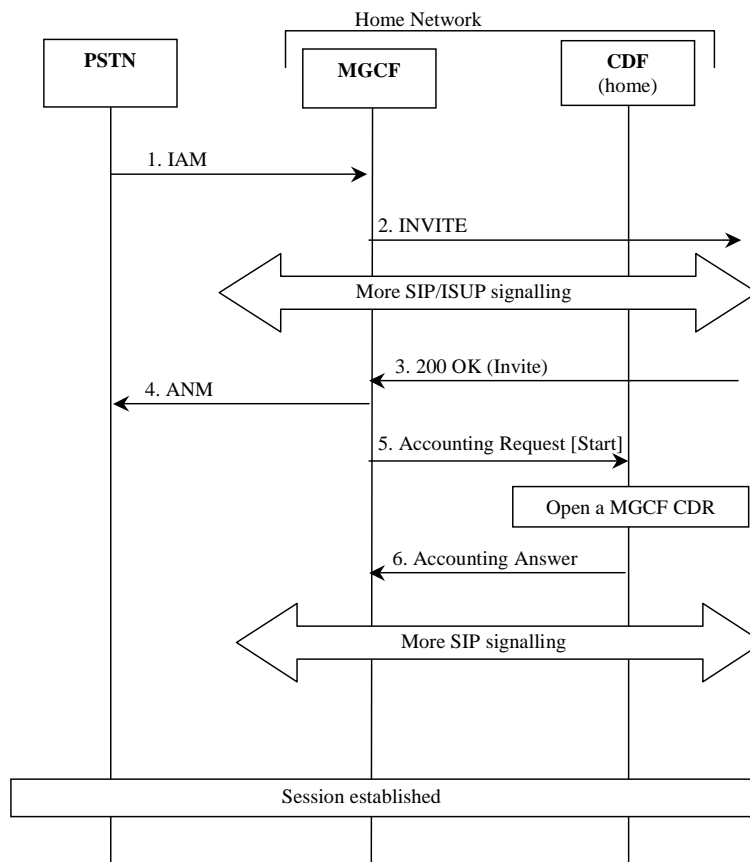 Home Network
PSTN
MGCF
CDF
(home)
1. IAM
2. INVITE
More SIP/ISUP signalling
3. 200 OK (Invite)
4. ANM
5. Accounting Request [Start]
Open a MGCF CDR
6. Accounting Answer
More SIP signalling
Session established